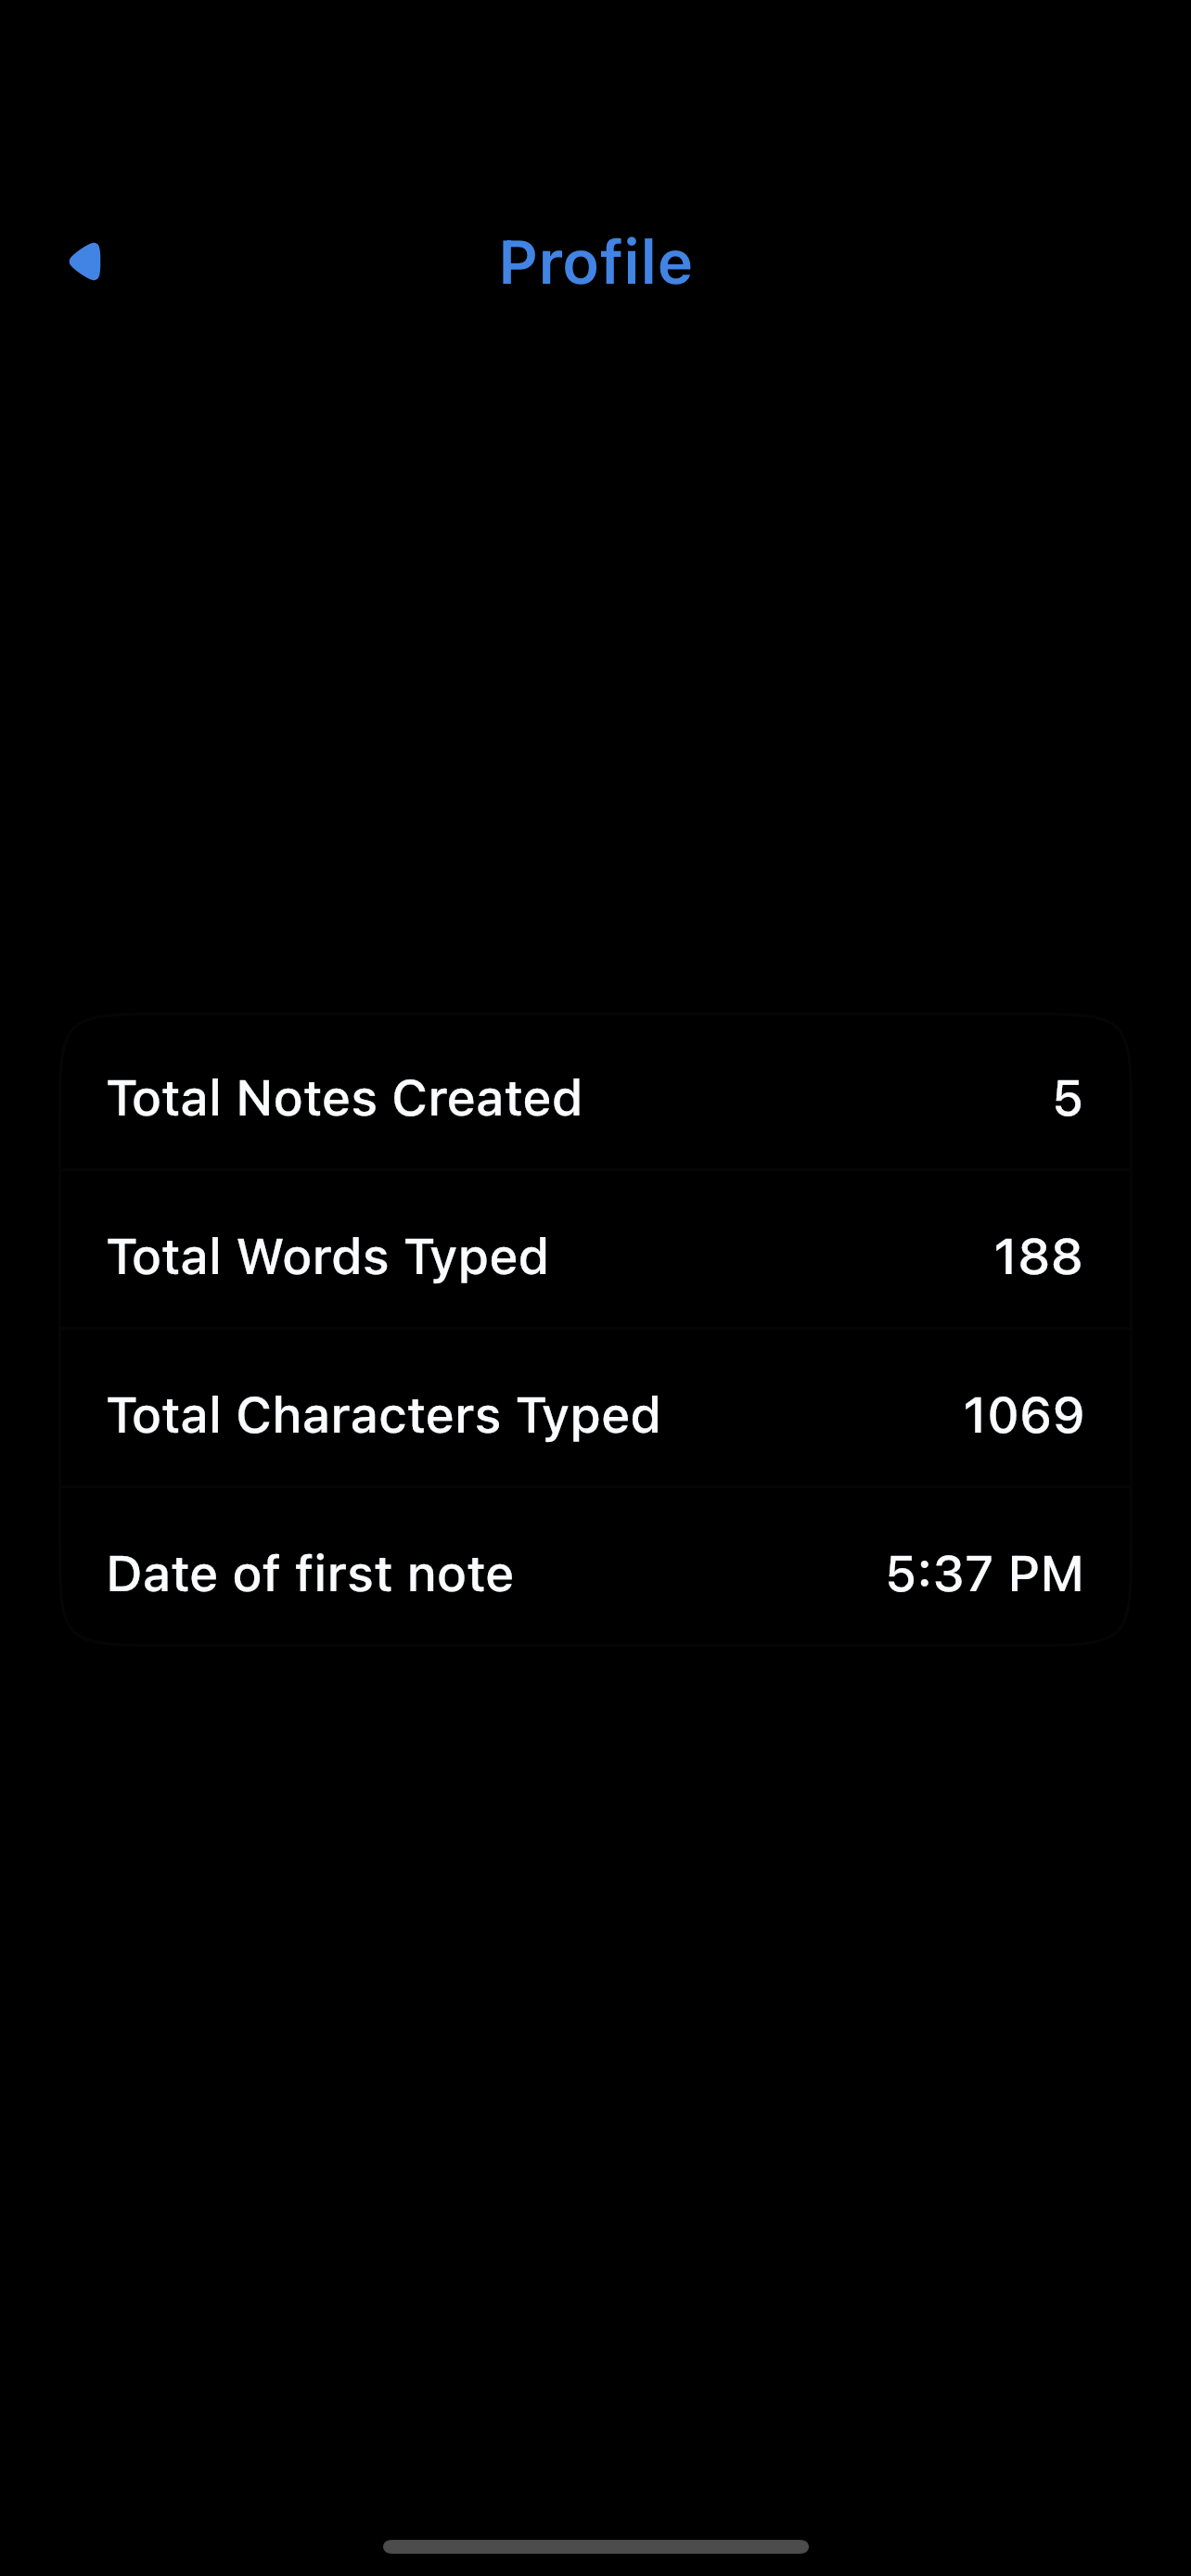 Profile
Total Notes Created 5
Total Words Typed 188
Total Characters Typed 1069
Date of first note 5:37 PM